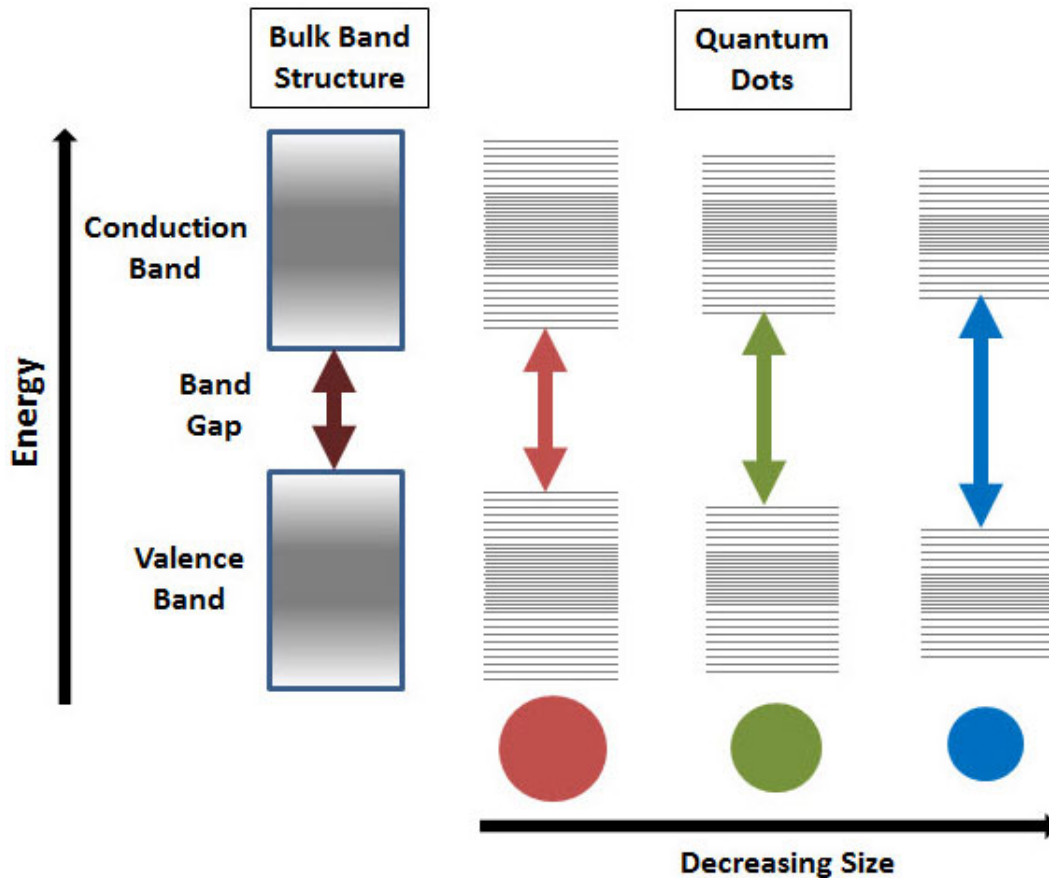 Bulk Band
Structure
Quantum
Dots
Conduction
Band
Band
Gap
Energy
Valence
Band
Decreasing Size